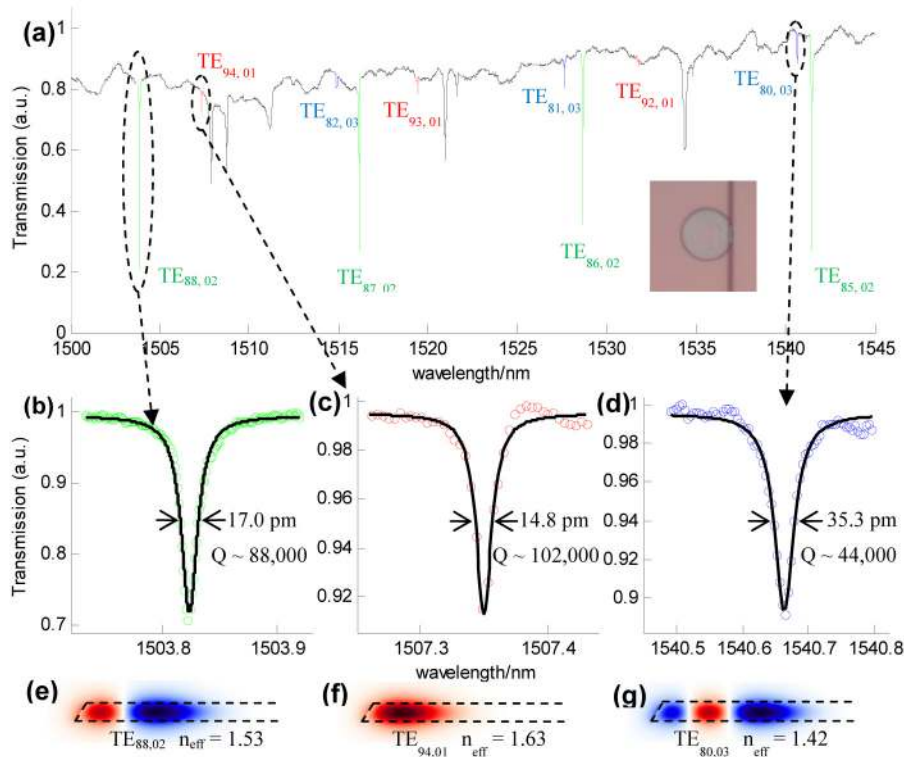 (a)
Transmission (a.u.)
1
0.8
0.6
0.4
0.2
0
TE94, 01
TE82, 03
TE93, 01
TE81, 03
TE92, 01
TE80, 03
TE88, 02
TE87, 02
TE86, 02
TE85, 02
1500 1505 1510 1515 1520 1525 1530 1535 1540 1545
wavelength/nm
(b)
Transmission (a.u.)
1
0.9
0.8
0.7
17.0 pm
Q ~ 88,000
1503.8 1503.9
(c)
1
0.98
0.96
0.94
0.92
14.8 pm
Q ~ 102,000
1507.3 1507.4
wavelength/nm
(d)
1
0.98
0.96
0.94
0.92
0.9
35.3 pm
Q ~ 44,000
1540.5 1540.6 1540.7 1540.8
(e)
TE88,02 neff = 1.53
(f)
TE94,01 neff = 1.63
(g)
TE80,03 neff = 1.42